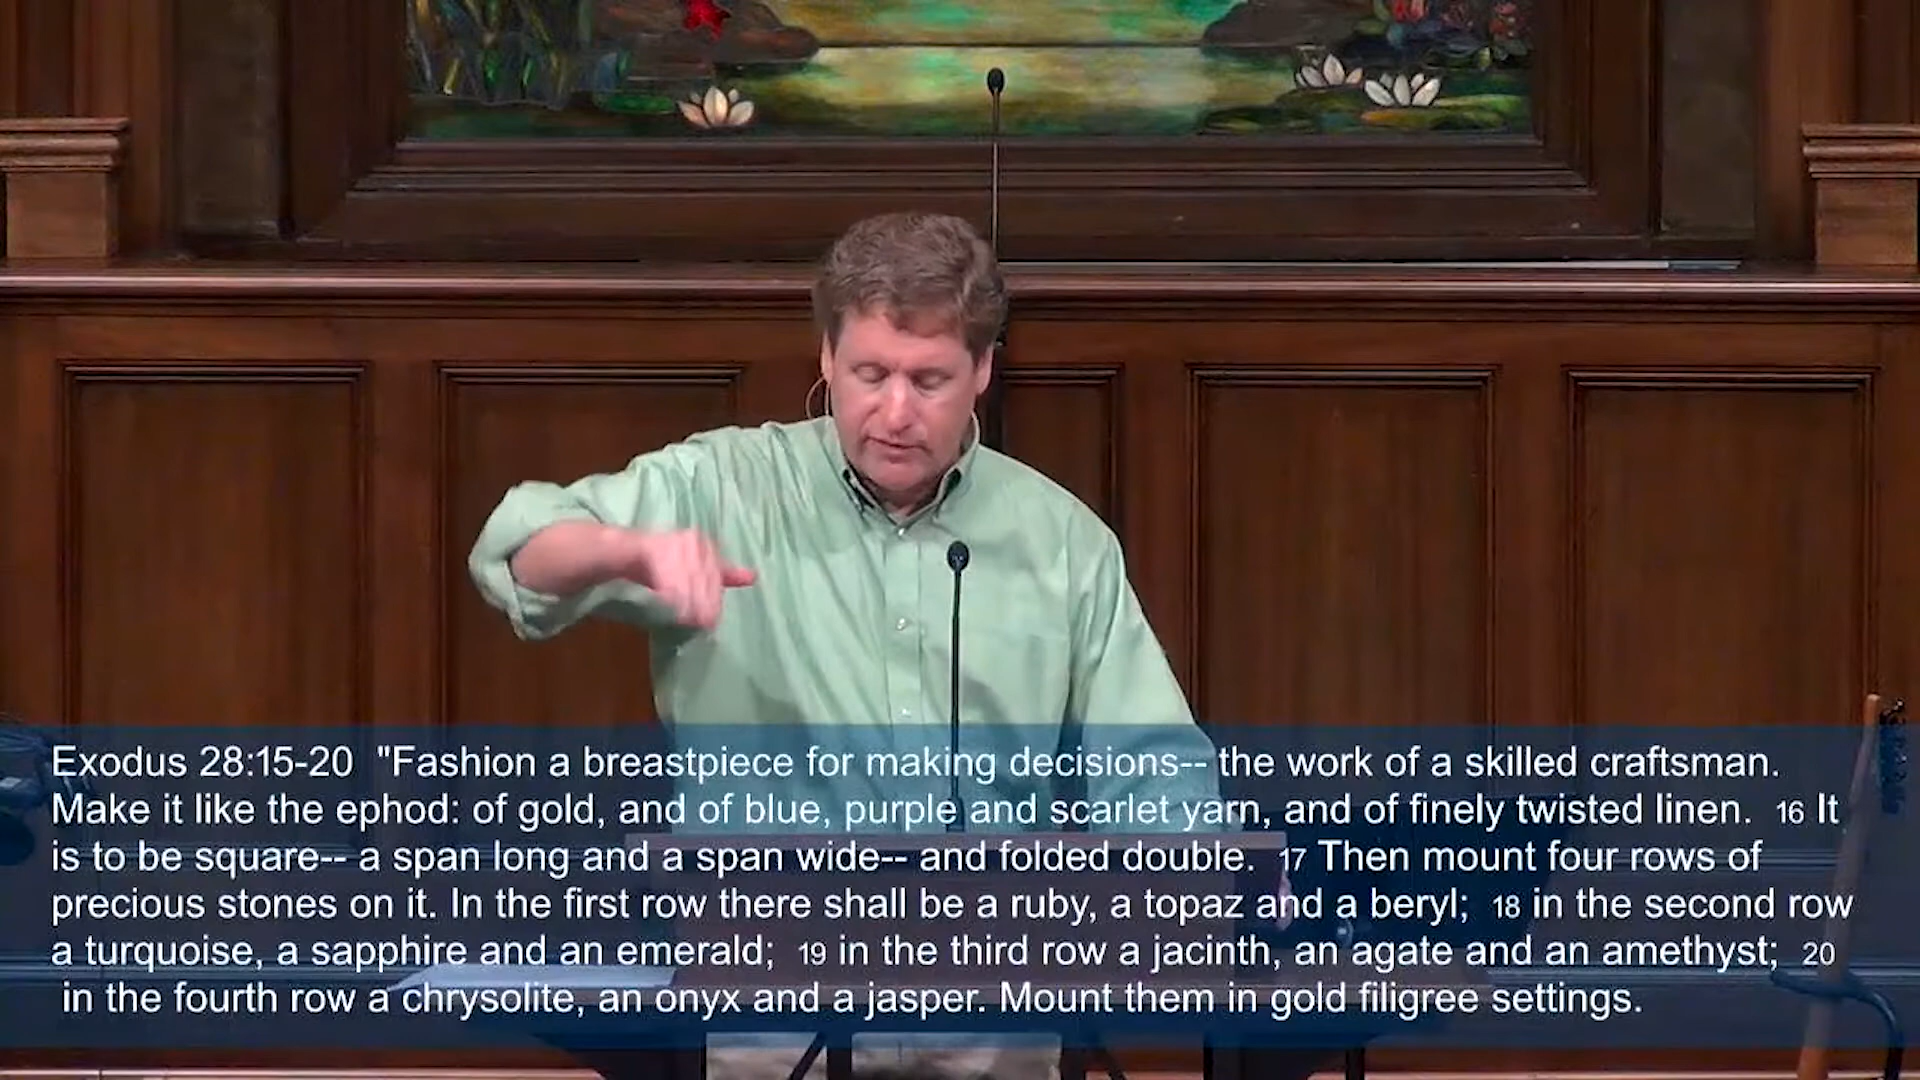 Exodus 28:15-20 "Fashion a breastpiece for making decisions-- the work of a skilled craftsman.
Make it like the ephod: of gold, and of blue, purple and scarlet yarn, and of finely twisted linen. 16 It
is to be square-- a span long and a span wide-- and folded double. 17 Then mount four rows of
precious stones on it. In the first row there shall be a ruby, a topaz and a beryl; 18 in the second row
a turquoise, a sapphire and an emerald; 19 in the third row a jacinth, an agate and an amethyst; 20
in the fourth row a chrysolite, an onyx and a jasper. Mount them in gold filigree settings.